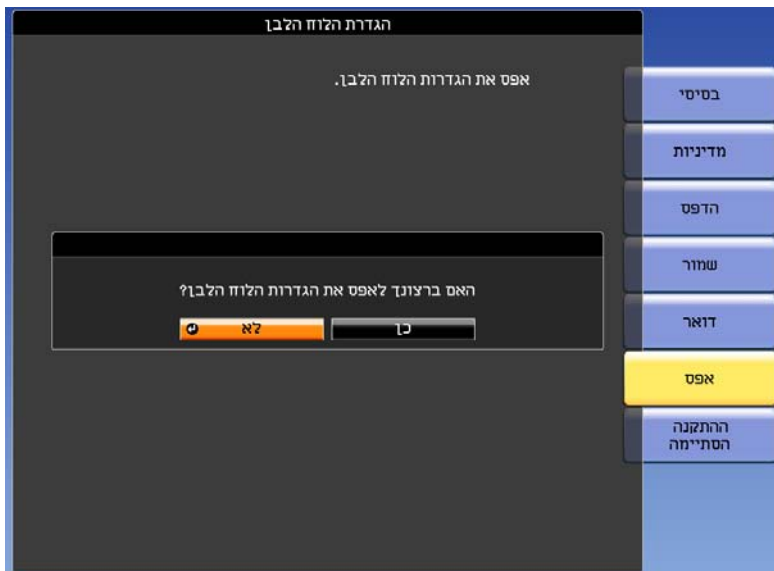 הגדרת הלוח הלבן
אפס את הגדרות הלוח הלבן.
בסיסי
מדיניות
הדפס
שמור
דואר
אפס
ההתקנה
הסתיימה
האם ברצונך לאפס את הגדרות הלוח הלבן?
כן
לא